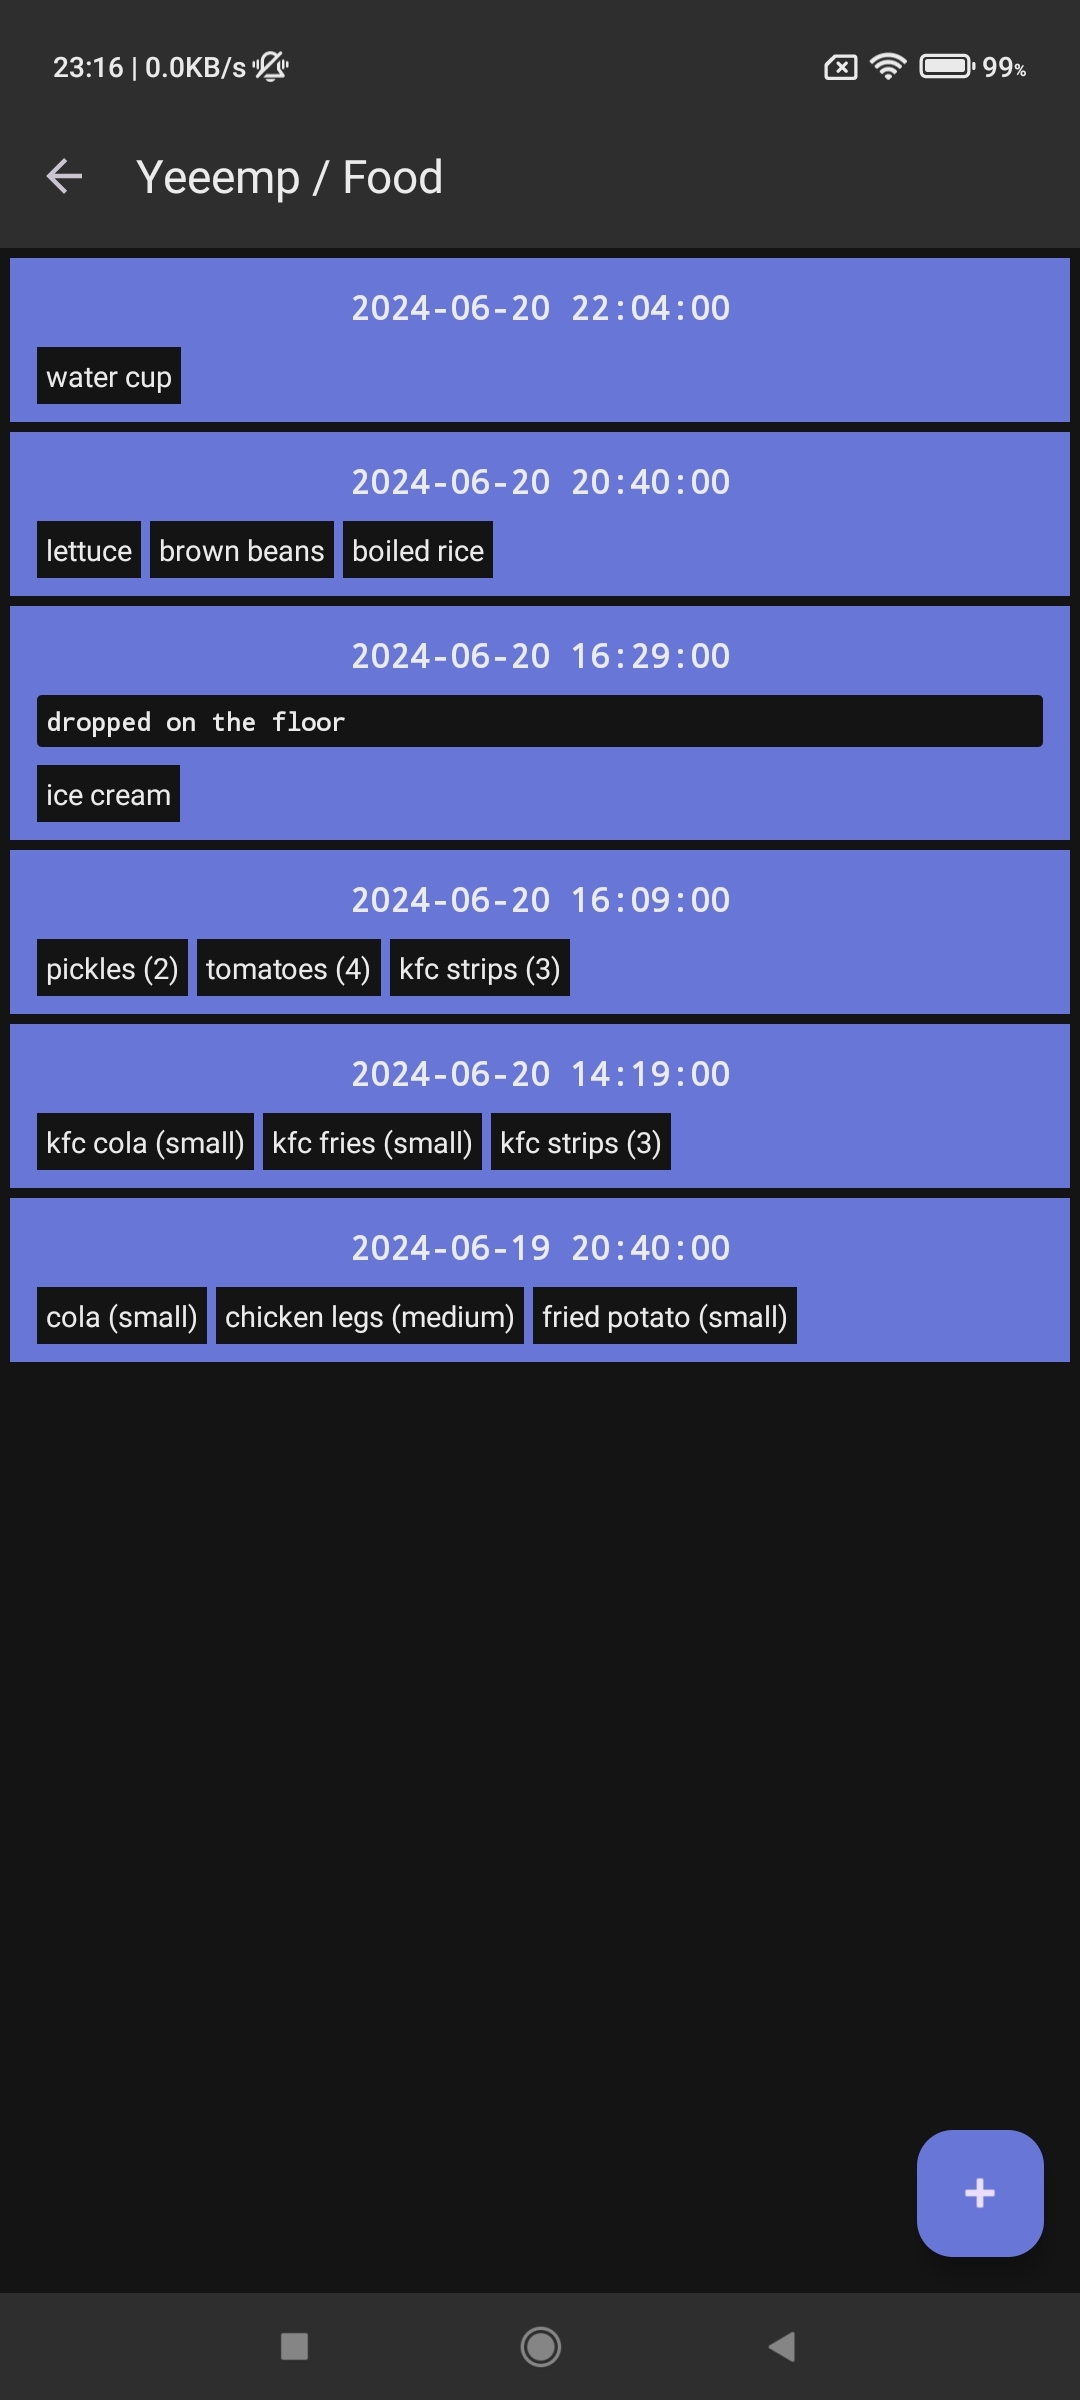 23:16 | 0.0KB/s 99%
Yeeemp / Food
2024-06-20 22:04:00
water cup
2024-06-20 20:40:00
lettuce brown beans boiled rice
2024-06-20 16:29:00
dropped on the floor
ice cream
2024-06-20 16:09:00
pickles (2) tomatoes (4) kfc strips (3)
2024-06-20 14:19:00
kfc cola (small) kfc fries (small) kfc strips (3)
2024-06-19 20:40:00
cola (small) chicken legs (medium) fried potato (small)
+